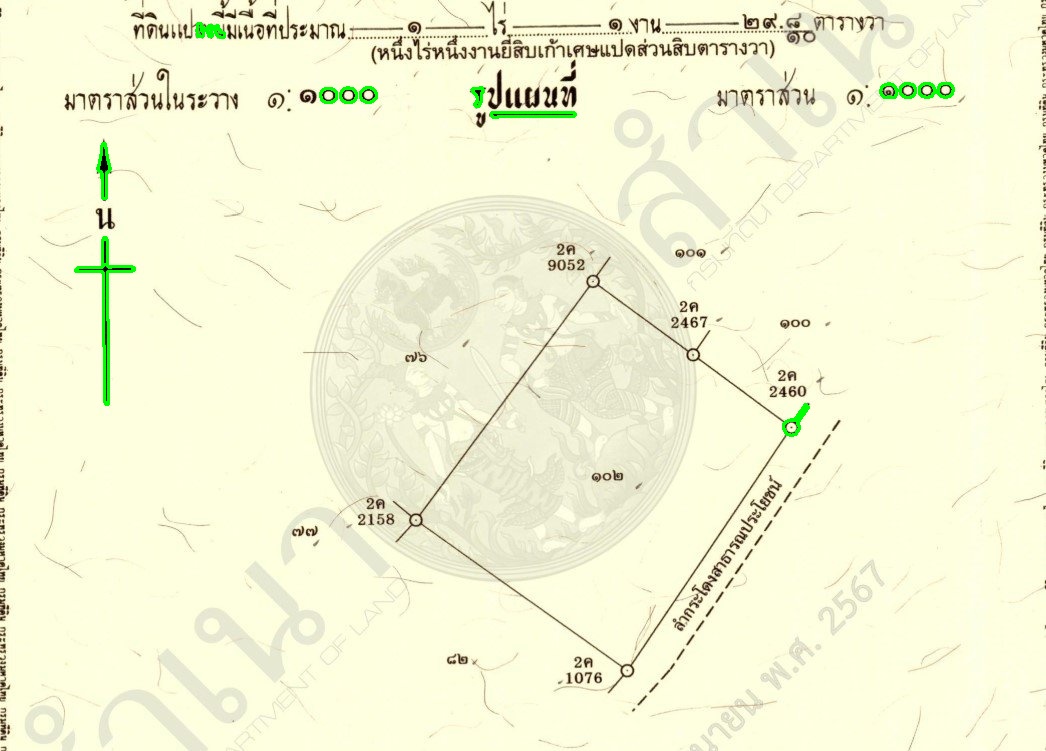 ที่ดินแปลงนี้มีเนื้อที่ประมาณ ๑ ไร่ ๑ งาน ๒๙.๘/๑๐ ตารางวา
(หนึ่งไร่หนึ่งงานยี่สิบเก้าเศษแปดส่วนสิบตารางวา)
มาตราส่วนในระวาง ๑:๑๐๐๐ รูปแผนที่ มาตราส่วน ๑:๑๐๐๐
น
2ค
9052
๑๐๑
2ค
2467
๑๐๐
๗๖
2ค
2460
๑๐๒
2ค
2158
๗๗
ลำกระโดงสาธารณประโยชน์
๘๒
2ค
1076
สำเนา
กรมที่ดิน DEPARTMENT OF LAND
พ.ศ. 2567